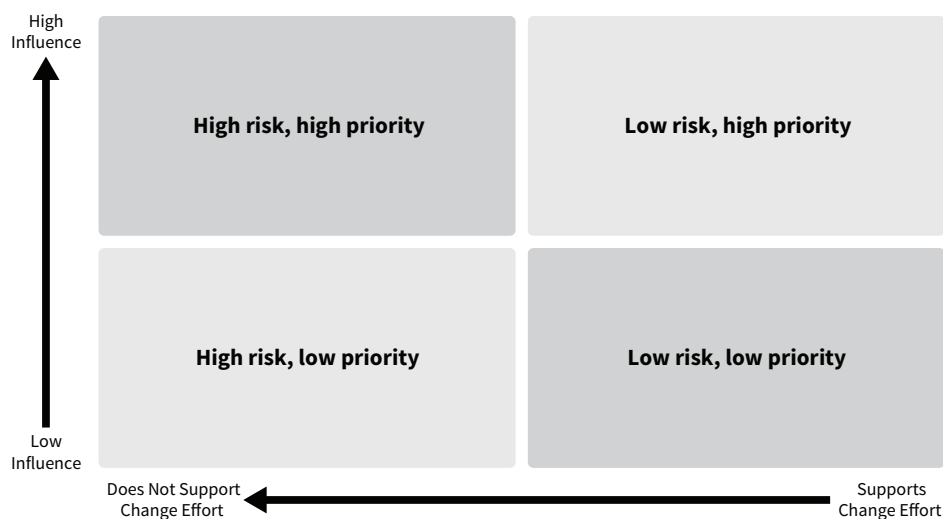 High
Influence
High risk, high priority
Low risk, high priority
High risk, low priority
Low risk, low priority
Low
Influence
Does Not Support
Change Effort
Supports
Change Effort